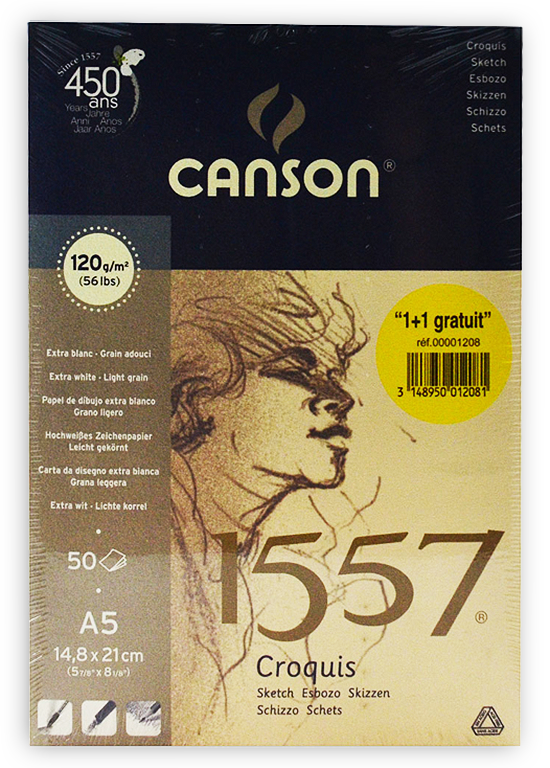 Since 1557
450
ans
Years Jahre
Anni Años
Jaar Anos
Croquis
Sketch
Esbozo
Skizzen
Schizzo
Schets
CANSON®
120g/m²
(56lbs)
"1+1 gratuit"
réf.00001208
3 148950 012081
Extra blanc - Grain adouci
Extra white - Light grain
Papel de dibujo extra blanco
Grano ligero
Hochweißes Zeichenpapier
Leicht gekörnt
Carta da disegno extra blanca
Grana leggera
Extra wit - Lichte korrel
50
A5
14,8 x 21cm
(5 7/8" x 8 1/8")
1557®
Croquis
Sketch Esbozo Skizzen
Schizzo Schets